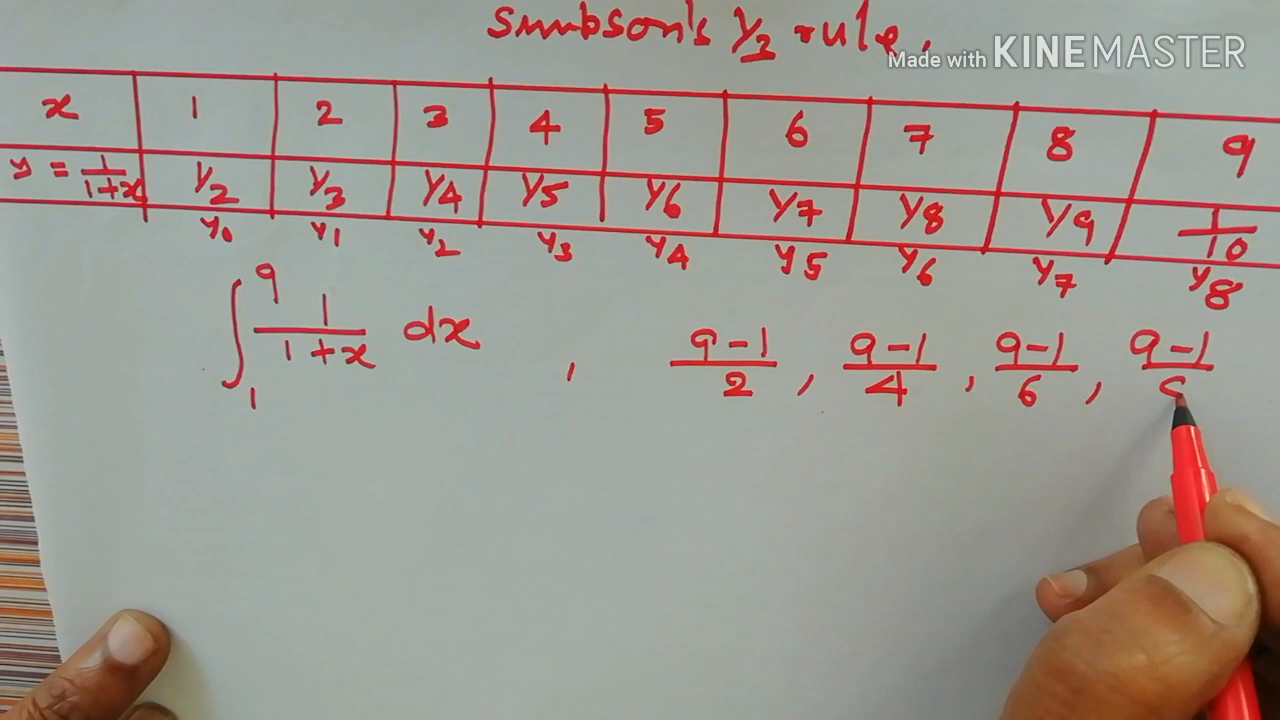 Simpson's 1/3 rule.
Made with KINEMASTER
x 1 2 3 4 5 6 7 8 9
y = 1/1+x 1/2 1/3 1/4 1/5 1/6 1/7 1/8 1/9 1/10
y0 y1 y2 y3 y4 y5 y6 y7 y8
∫₁⁹ 1/1+x dx , 9-1/2 , 9-1/4 , 9-1/6 , 9-1/